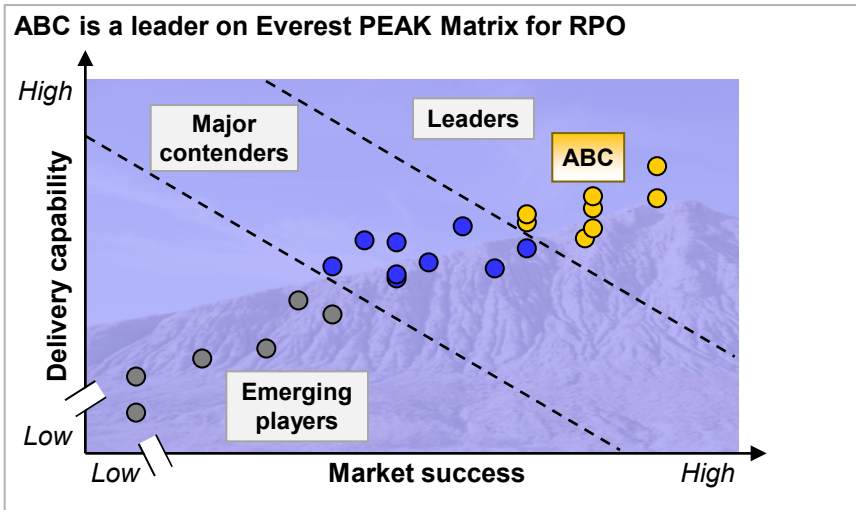 ABC is a leader on Everest PEAK Matrix for RPO
High
Major
contenders
Leaders
ABC
Delivery capability
Emerging
players
Low
Low
Market success
High